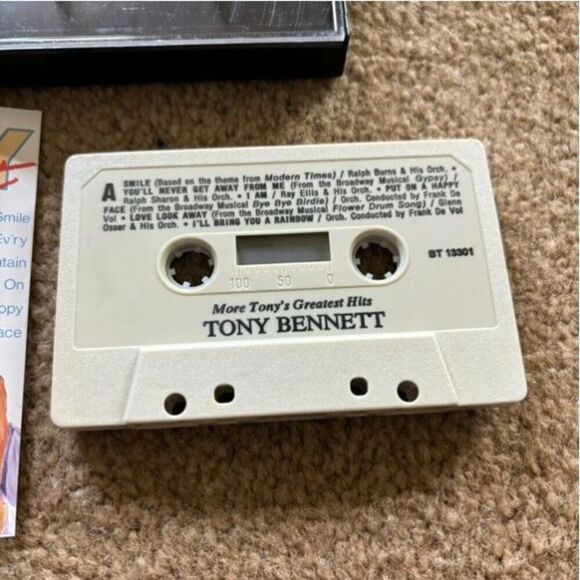 A
SMILE (Based on the theme from Modern Times) / Ralph Burns & His Orch. •
YOU'LL NEVER GET AWAY FROM ME (From the Broadway Musical Gypsy) /
Ralph Sharon & His Orch. • I AM / Ray Ellis & His Orch. • PUT ON A HAPPY
FACE (From the Broadway Musical Bye Bye Birdie) / Orch. Conducted by Frank De
Vol • LOVE LOOK AWAY (From the Broadway Musical Flower Drum Song) / Glenn
Osser & His Orch. • I'LL BRING YOU A RAINBOW / Orch. Conducted by Frank De Vol
BT 13301
100 50 0
More Tony's Greatest Hits
TONY BENNETT
Smile
Ev'ry
ntain
On
ppy
ace